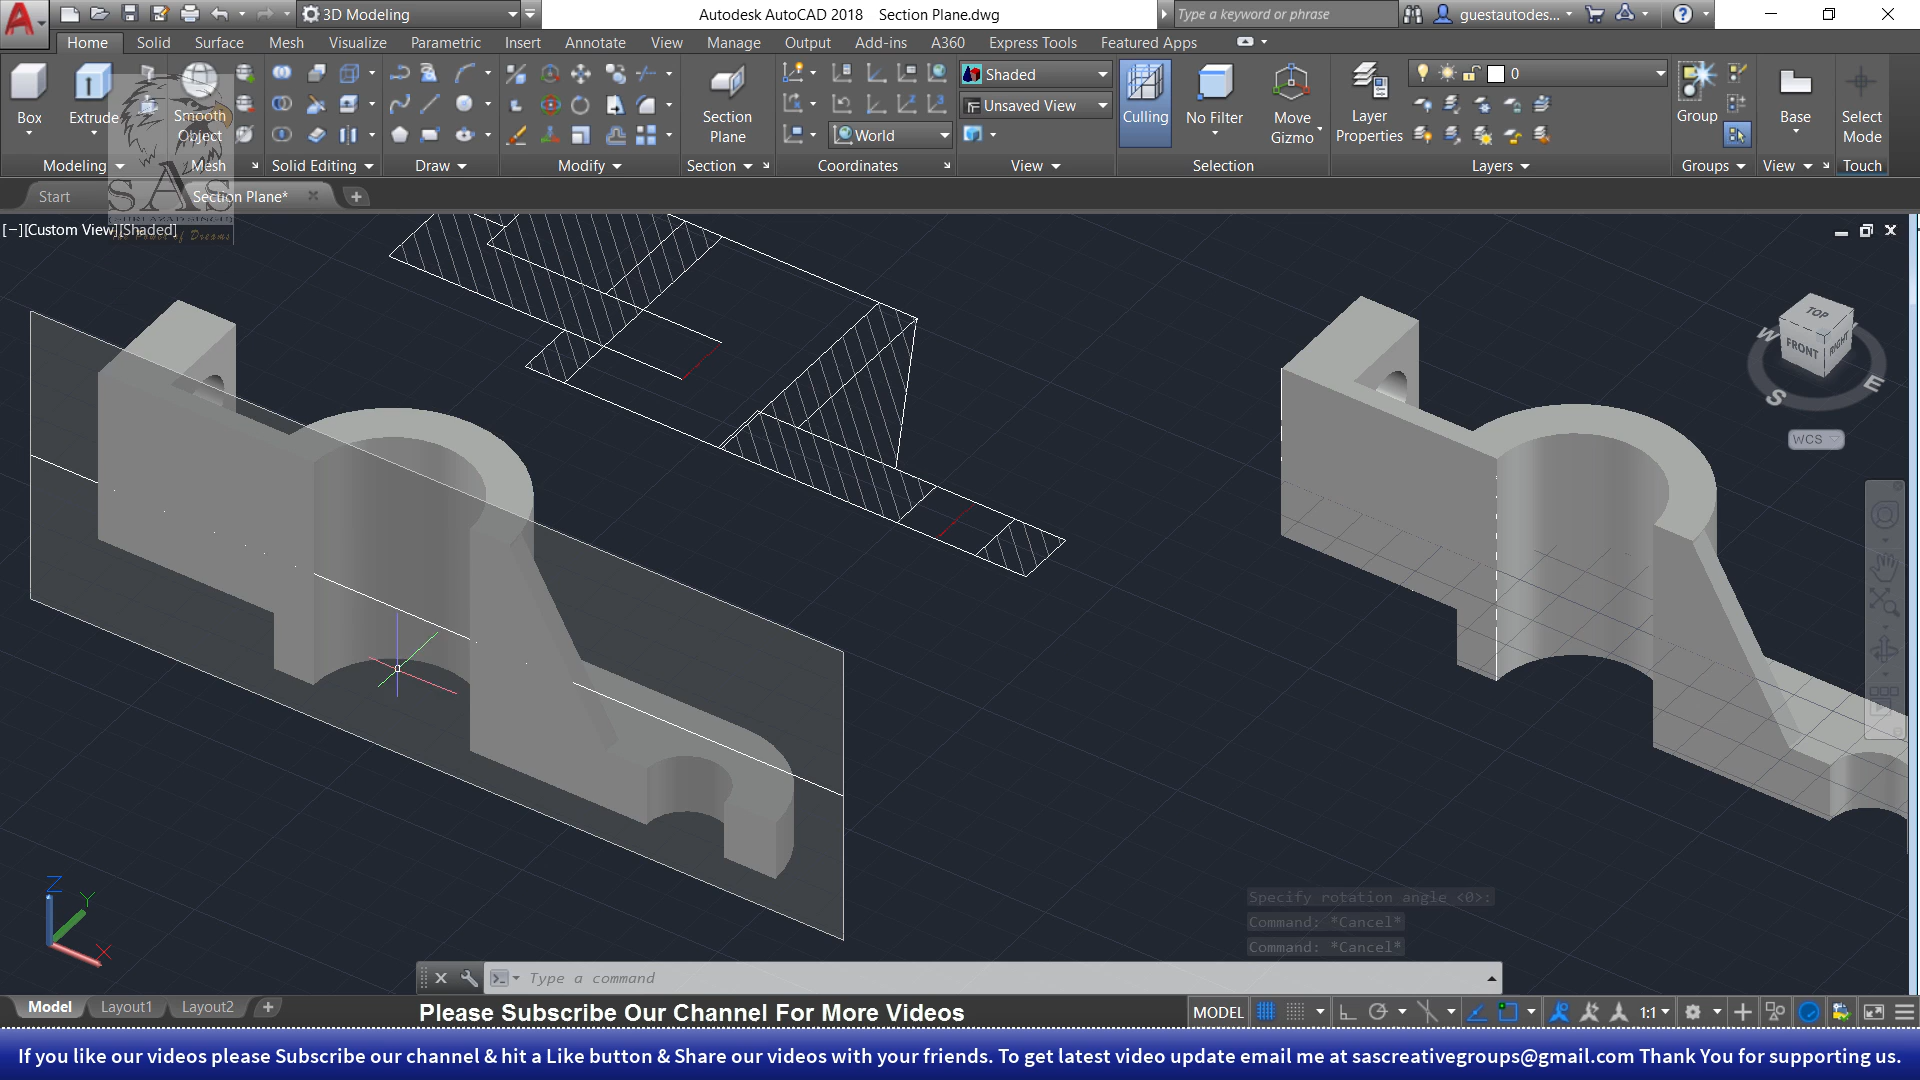 Autodesk AutoCAD 2018 Section Plane.dwg
3D Modeling
Type a keyword or phrase
guestautodes...
Home Solid Surface Mesh Visualize Parametric Insert Annotate View Manage Output Add-ins A360 Express Tools Featured Apps
Box
Extrude
Smooth
Object
Section
Plane
World
Shaded
Unsaved View
Culling
No Filter
Move
Gizmo
Layer
Properties
0
Group
Base
Select
Mode
Modeling
Mesh
Solid Editing
Draw
Modify
Section
Coordinates
View
Selection
Layers
Groups
View
Touch
SAS
The Power of Dreams
Start
Section Plane*
[−][Custom View][Shaded]
TOP
FRONT
RIGHT
W
S
E
WCS
Z
Y
X
Specify rotation angle <0>:
Command: *Cancel*
Command: *Cancel*
Type a command
Model Layout1 Layout2
Please Subscribe Our Channel For More Videos
MODEL
1:1
If you like our videos please Subscribe our channel & hit a Like button & Share our videos with your friends. To get latest video update email me at sascreativegroups@gmail.com Thank You for supporting us.